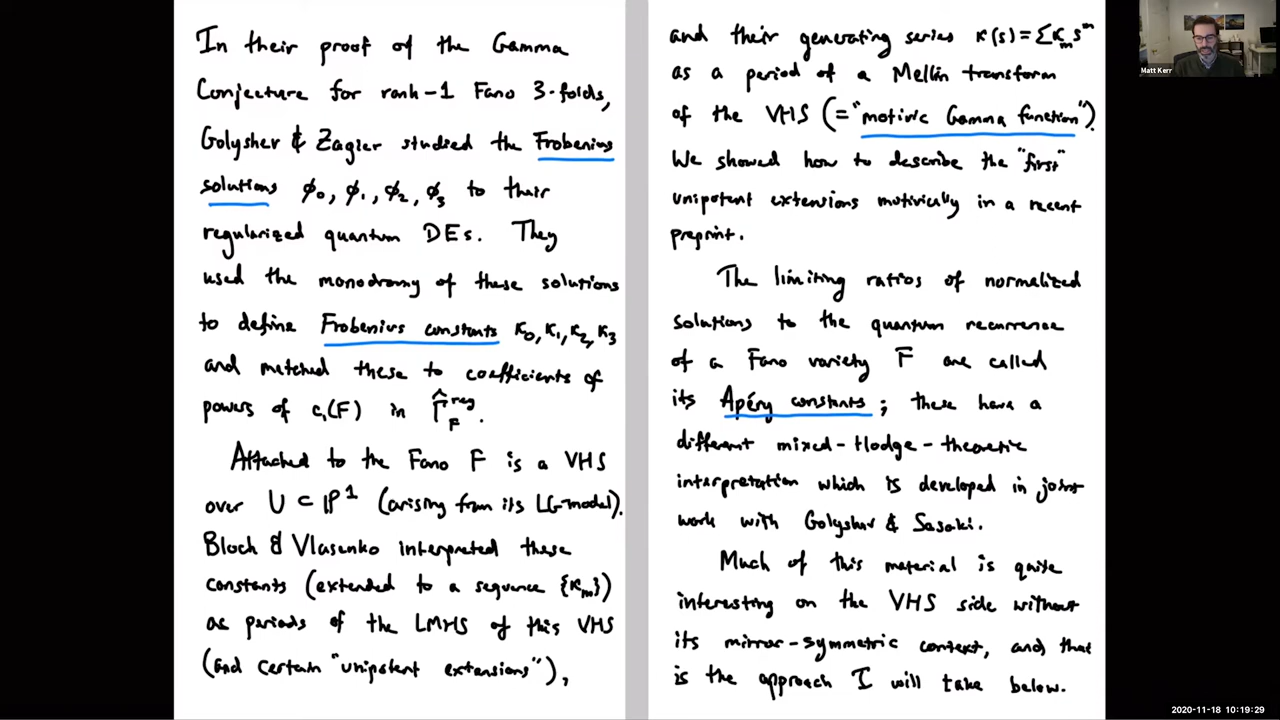 In their proof of the Gamma
Conjecture for rank-1 Fano 3-folds,
Golyshev & Zagier studied the Frobenius
solutions ϕ₀, ϕ₁, ϕ₂, ϕ₃ to their
regularized quantum DEs. They
used the monodromy of these solutions
to define Frobenius constants κ₀, κ₁, κ₂, κ₃
and matched these to coefficients of
powers of c₁(F) in Γ̂_F^reg.
Attached to the Fano F is a VHS
over U ⊂ ℙ¹ (arising from its LG-model).
Bloch & Vlasenko interpreted these
constants (extended to a sequence {κₘ})
as periods of the LMHS of this VHS
(and certain "unipotent extensions"),
and their generating series κ(s) = Σκₘsᵐ
as a period of a Mellin transform
of the VHS (= "motivic Gamma function").
We showed how to describe the "first"
unipotent extensions motivically in a recent
preprint.
The limiting ratios of normalized
solutions to the quantum recurrence
of a Fano variety F are called
its Apéry constants; these have a
different mixed-Hodge-theoretic
interpretation which is developed in joint
work with Golyshev & Sasaki.
Much of this material is quite
interesting on the VHS side without
its mirror-symmetric context, and that
is the approach I will take below.
Matt Kerr
2020-11-18 10:19:29